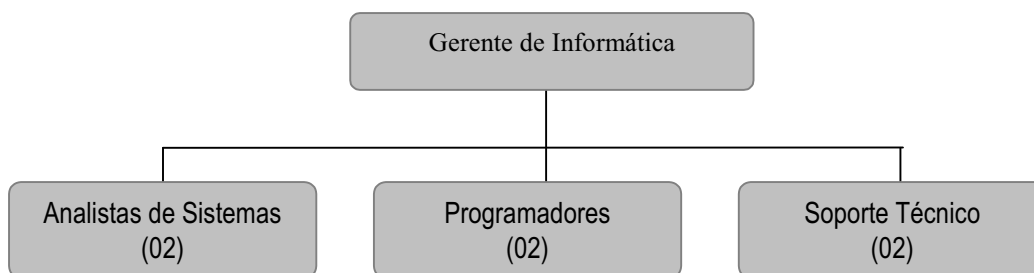 Gerente de Informática
Analistas de Sistemas
(02)
Programadores
(02)
Soporte Técnico
(02)